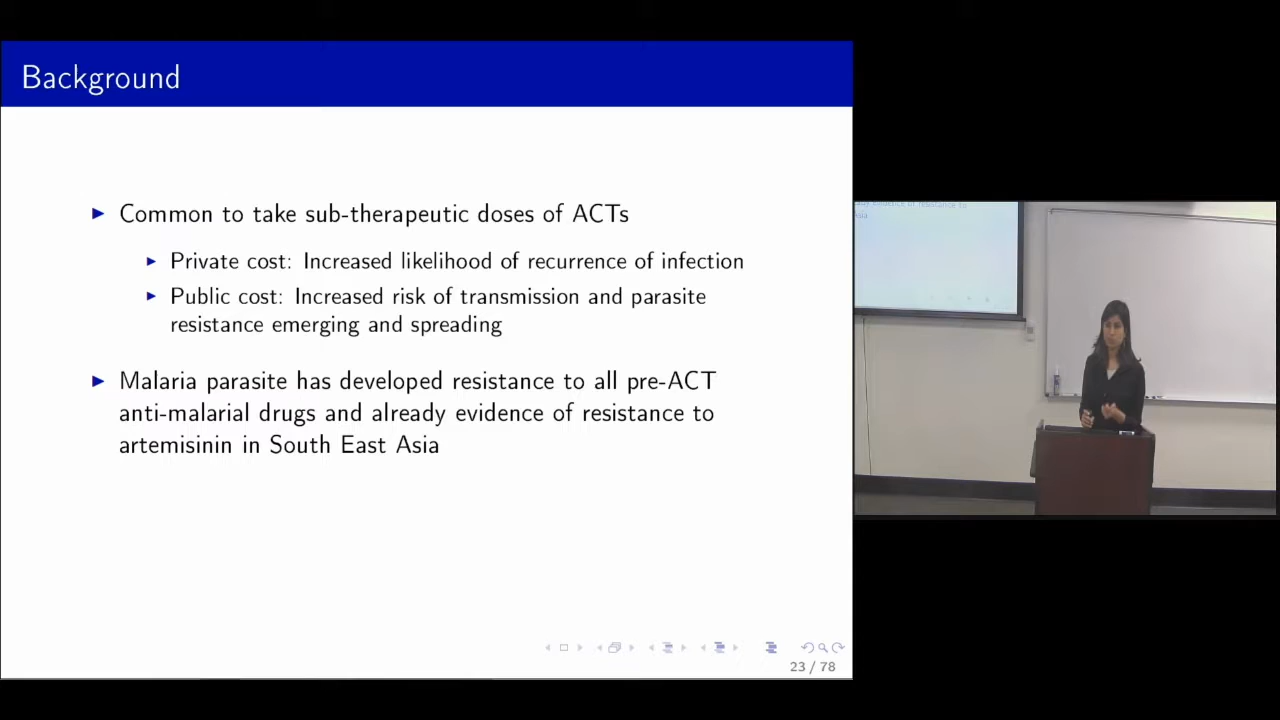 Background
Common to take sub-therapeutic doses of ACTs
Private cost: Increased likelihood of recurrence of infection
Public cost: Increased risk of transmission and parasite
resistance emerging and spreading
Malaria parasite has developed resistance to all pre-ACT
anti-malarial drugs and already evidence of resistance to
artemisinin in South East Asia
23 / 78